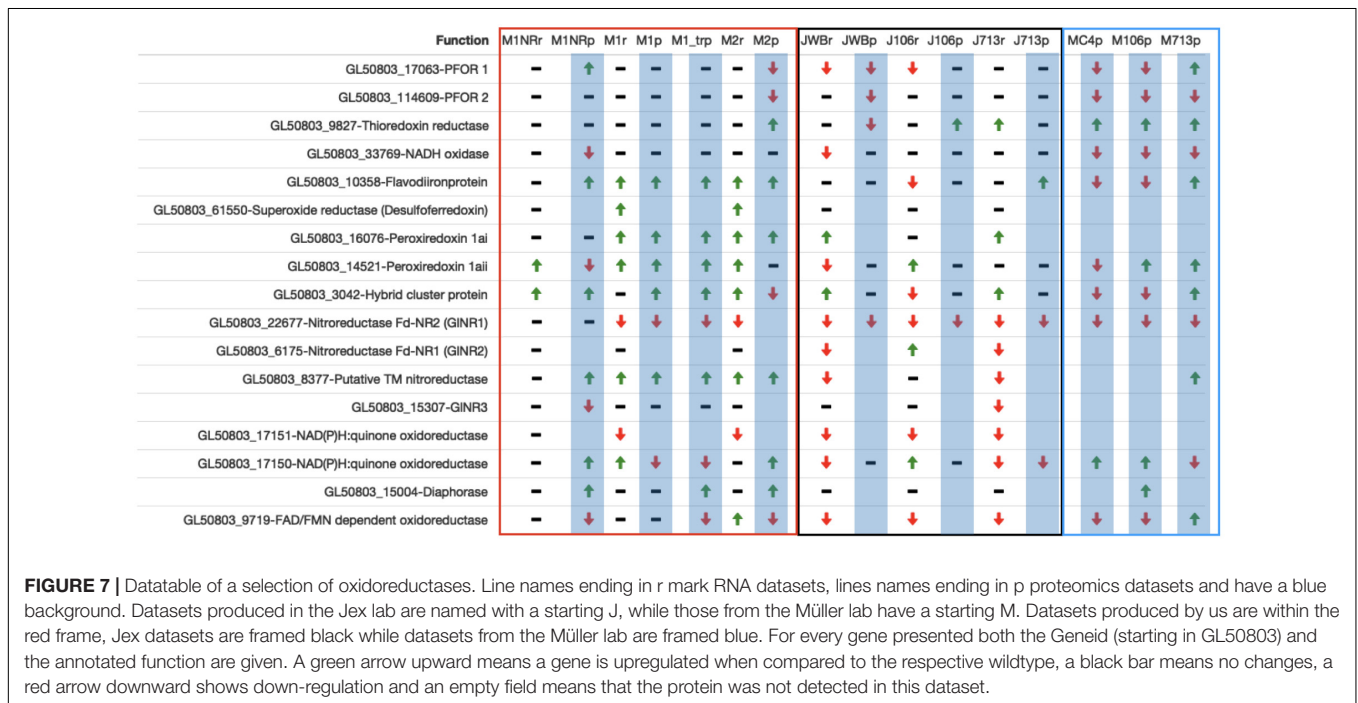 Function M1NRr M1NRp M1r M1p M1_trp M2r M2p JWBr JWBp J106r J106p J713r J713p MC4p M106p M713p
GL50803_17063-PFOR 1 – ↑ – – – – ↓ ↓ ↓ ↓ – – – ↓ ↓ ↑
GL50803_114609-PFOR 2 – – – – – – ↓ – ↓ – – – – ↓ ↓ ↓
GL50803_9827-Thioredoxin reductase – – – – – – ↑ – ↓ – ↑ ↑ – ↑ ↑ ↑
GL50803_33769-NADH oxidase – ↓ – – – – – ↓ – – – – – ↓ ↓ ↓
GL50803_10358-Flavodiironprotein – ↑ ↑ ↑ ↑ ↑ ↑ – – ↓ – – ↑ ↓ ↓ ↑
GL50803_61550-Superoxide reductase (Desulfoferredoxin) – ↑ ↑ – – –
GL50803_16076-Peroxiredoxin 1ai – – ↑ ↑ ↑ ↑ ↑ ↑ – ↑
GL50803_14521-Peroxiredoxin 1aii ↑ ↓ ↑ ↑ ↑ ↑ – ↓ – ↑ – – – ↓ ↑ ↑
GL50803_3042-Hybrid cluster protein ↑ ↑ – ↑ ↑ ↑ ↓ ↑ – ↓ – ↑ – ↓ ↓ ↑
GL50803_22677-Nitroreductase Fd-NR2 (GlNR1) – – ↓ ↓ ↓ ↓ ↓ ↓ ↓ ↓ ↓ ↓ ↓ ↓ ↓
GL50803_6175-Nitroreductase Fd-NR1 (GlNR2) – – – ↓ ↑ ↓
GL50803_8377-Putative TM nitroreductase – ↑ ↑ ↑ ↑ ↑ ↑ ↓ – ↓ ↑
GL50803_15307-GlNR3 – ↓ – – – – – – ↓
GL50803_17151-NAD(P)H:quinone oxidoreductase – ↓ ↓ ↓ ↓ ↓
GL50803_17150-NAD(P)H:quinone oxidoreductase – ↑ ↑ ↓ ↓ – ↑ ↓ – ↑ – ↓ ↓ ↑ ↑ ↓
GL50803_15004-Diaphorase – ↑ – – ↑ – ↑ – – – ↑
GL50803_9719-FAD/FMN dependent oxidoreductase – ↓ – – ↓ ↑ ↓ ↓ ↓ ↓ ↓ ↓ ↑
FIGURE 7 | Datatable of a selection of oxidoreductases. Line names ending in r mark RNA datasets, lines names ending in p proteomics datasets and have a blue
background. Datasets produced in the Jex lab are named with a starting J, while those from the Müller lab have a starting M. Datasets produced by us are within the
red frame, Jex datasets are framed black while datasets from the Müller lab are framed blue. For every gene presented both the Geneid (starting in GL50803) and
the annotated function are given. A green arrow upward means a gene is upregulated when compared to the respective wildtype, a black bar means no changes, a
red arrow downward shows down-regulation and an empty field means that the protein was not detected in this dataset.